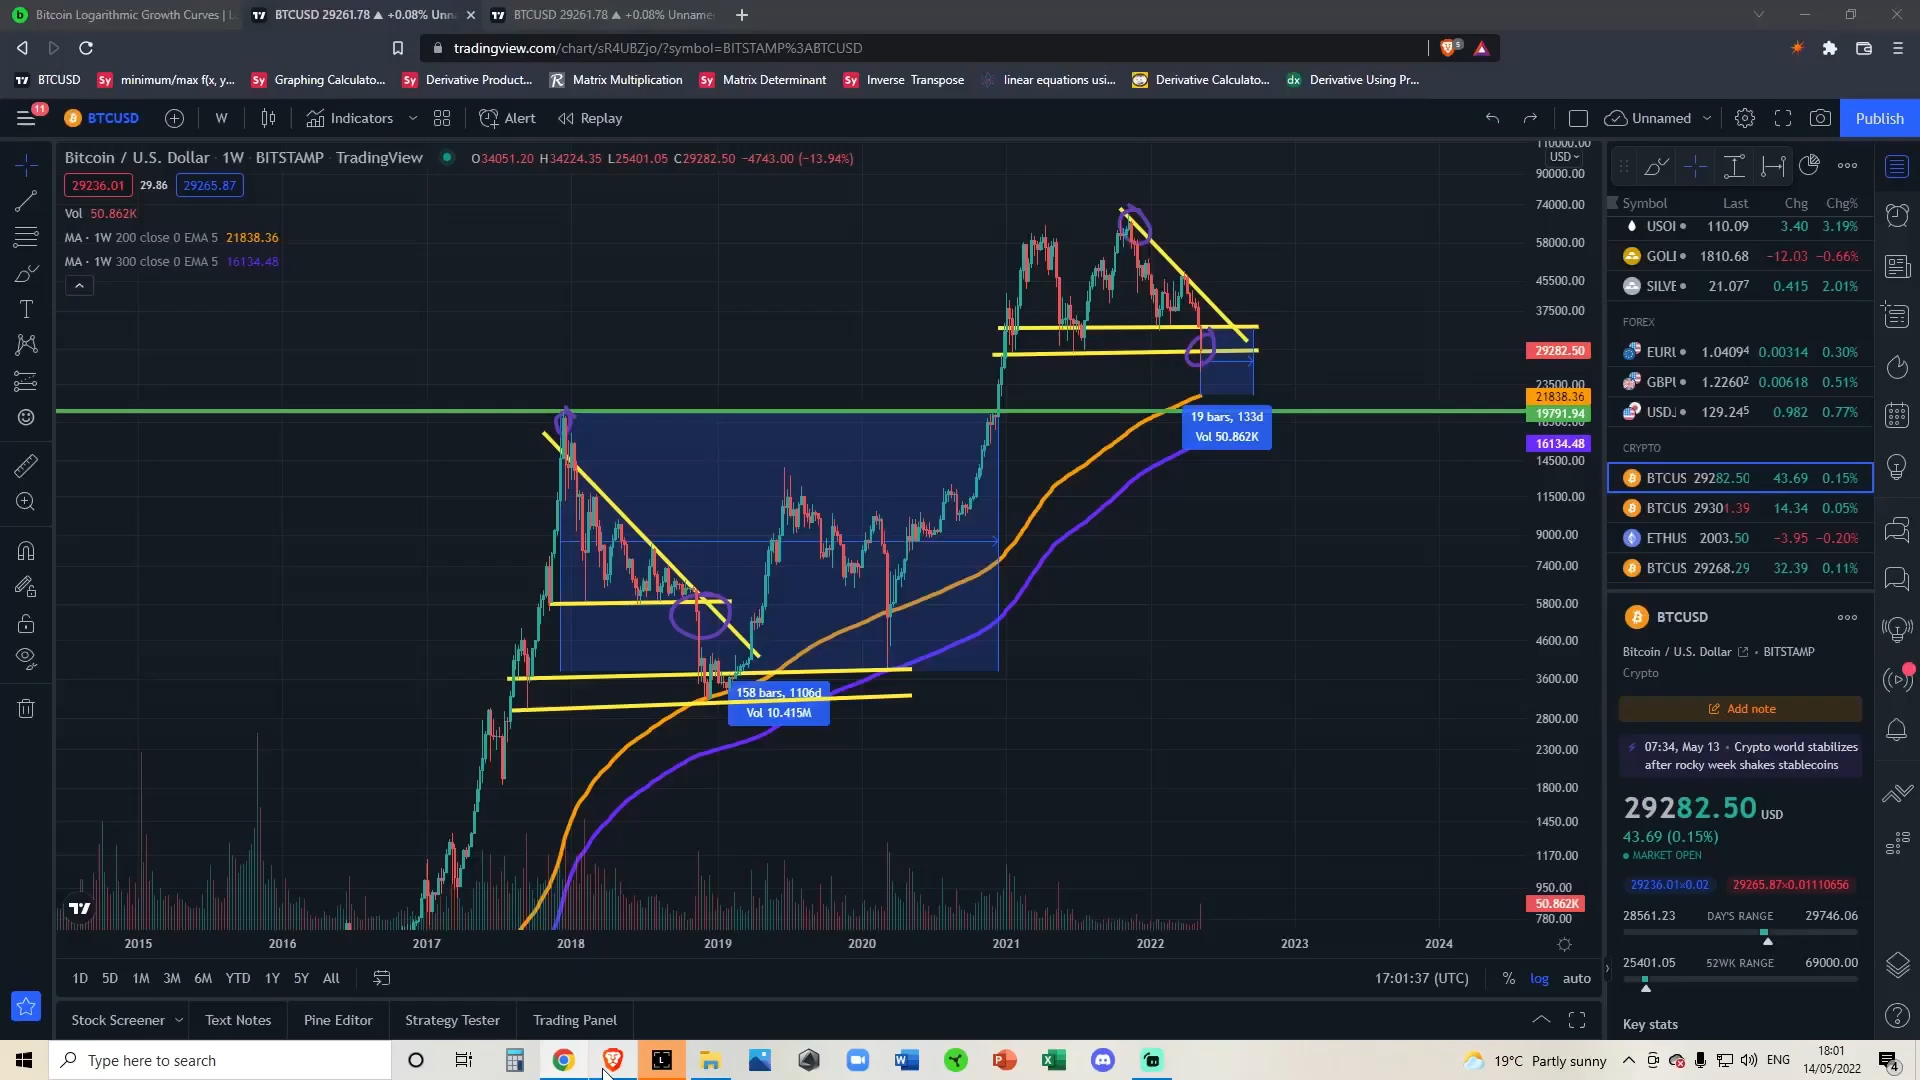 Bitcoin Logarithmic Growth Curves | L
BTCUSD 29261.78 ▲ +0.08% Unna
BTCUSD 29261.78 ▲ +0.08% Unname
tradingview.com/chart/sR4UBZjo/?symbol=BITSTAMP%3ABTCUSD
BTCUSD
minimum/max f(x, y...
Graphing Calculato...
Derivative Product...
Matrix Multiplication
Matrix Determinant
Inverse Transpose
linear equations usi...
Derivative Calculato...
Derivative Using Pr...
11
BTCUSD
W
Indicators
Alert
Replay
Unnamed
Publish
Bitcoin / U.S. Dollar · 1W · BITSTAMP · TradingView
O34051.20 H34224.35 L25401.05 C29282.50 −4743.00 (−13.94%)
29236.01 29.86 29265.87
Vol 50.862K
MA · 1W 200 close 0 EMA 5 21838.36
MA · 1W 300 close 0 EMA 5 16134.48
110000.00
USD
90000.00
74000.00
58000.00
45500.00
37500.00
29282.50
23500.00
21838.36
19791.94
16134.48
14500.00
11500.00
9000.00
7400.00
5800.00
4600.00
3600.00
2800.00
2300.00
1800.00
1450.00
1170.00
950.00
50.862K
780.00
19 bars, 133d
Vol 50.862K
158 bars, 1106d
Vol 10.415M
2015 2016 2017 2018 2019 2020 2021 2022 2023 2024
1D 5D 1M 3M 6M YTD 1Y 5Y All
17:01:37 (UTC) % log auto
Stock Screener
Text Notes
Pine Editor
Strategy Tester
Trading Panel
Symbol Last Chg Chg%
USOI 110.09 3.40 3.19%
GOLI 1810.68 −12.03 −0.66%
SILVE 21.077 0.415 2.01%
FOREX
EURU 1.04094 0.00314 0.30%
GBPU 1.22602 0.00618 0.51%
USDJ 129.245 0.982 0.77%
CRYPTO
BTCUS 29282.50 43.69 0.15%
BTCUS 29301.39 14.34 0.05%
ETHUS 2003.50 −3.95 −0.20%
BTCUS 29268.29 32.39 0.11%
BTCUSD
Bitcoin / U.S. Dollar • BITSTAMP
Crypto
Add note
07:34, May 13 • Crypto world stabilizes
after rocky week shakes stablecoins
29282.50 USD
43.69 (0.15%)
MARKET OPEN
29236.01×0.02 29265.87×0.01110656
28561.23 DAY'S RANGE 29746.06
25401.05 52WK RANGE 69000.00
Key stats
Type here to search
19°C Partly sunny
ENG
18:01
14/05/2022
4